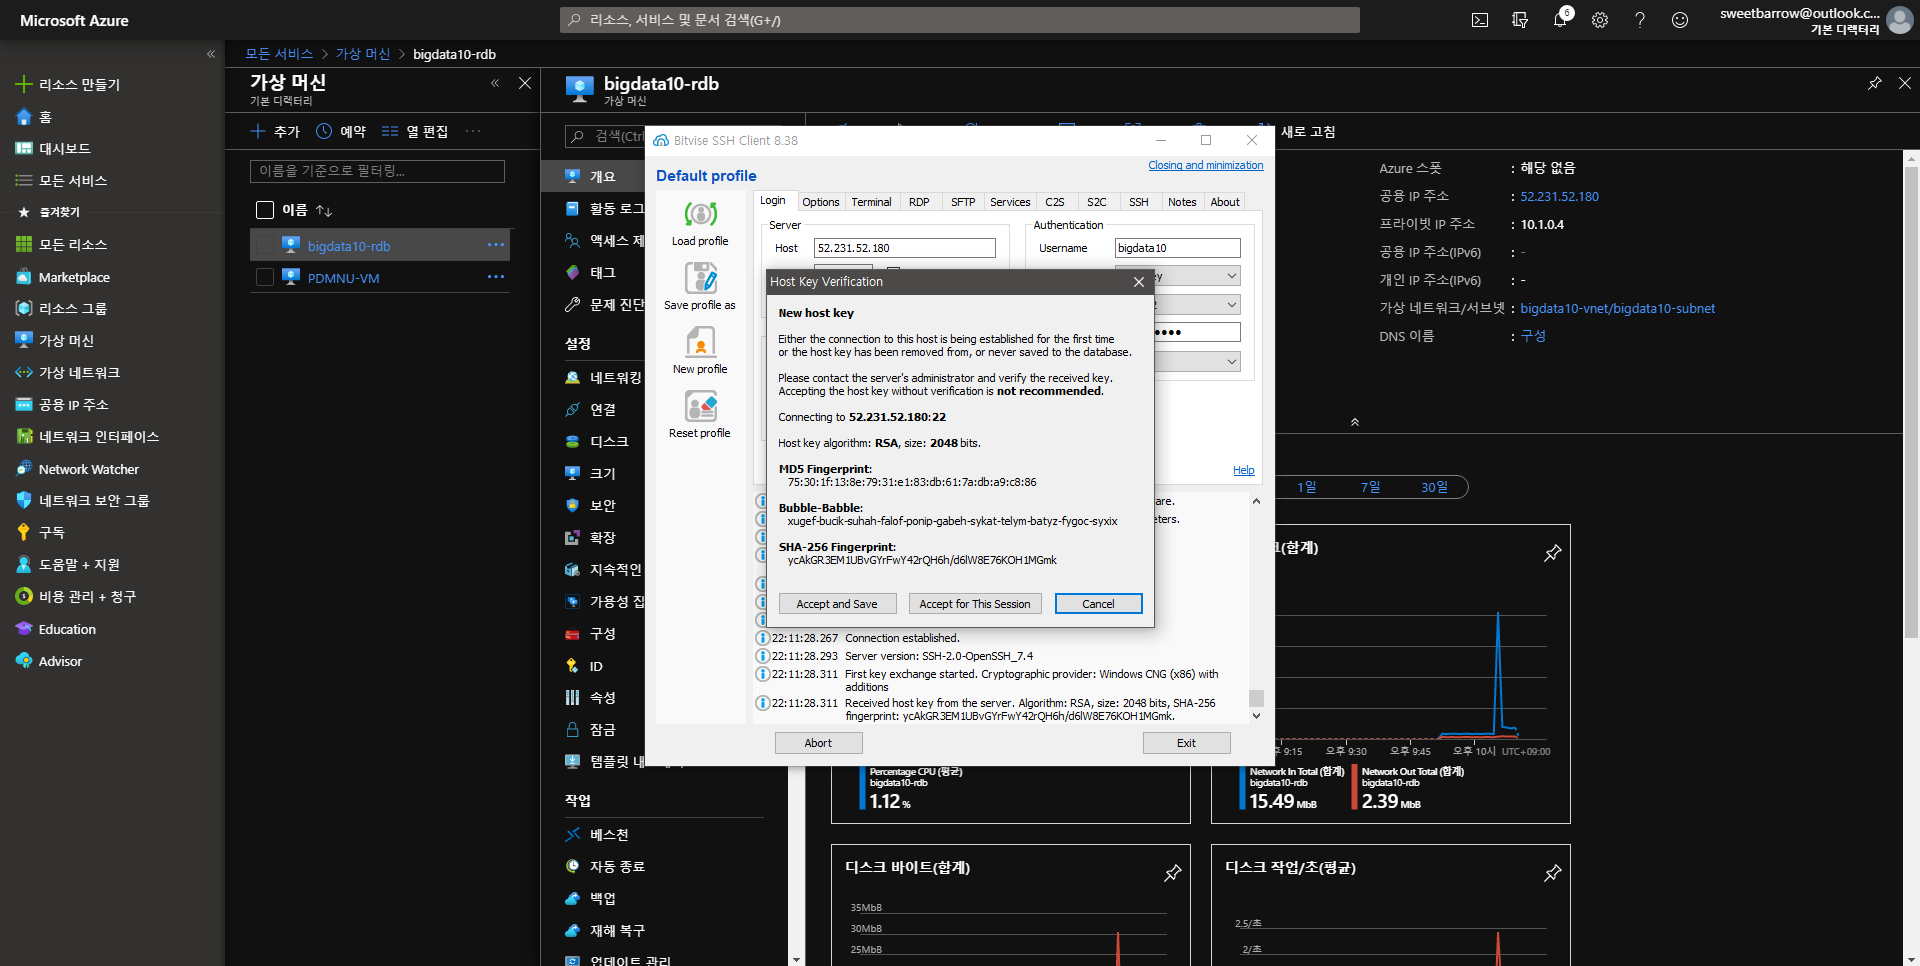 Microsoft Azure
리소스, 서비스 및 문서 검색(G+/)
6
sweetbarrow@outlook.c...
기본 디렉터리
모든 서비스 > 가상 머신 > bigdata10-rdb
리소스 만들기
홈
대시보드
모든 서비스
즐겨찾기
모든 리소스
Marketplace
리소스 그룹
가상 머신
가상 네트워크
공용 IP 주소
네트워크 인터페이스
Network Watcher
네트워크 보안 그룹
구독
도움말 + 지원
비용 관리 + 청구
Education
Advisor
가상 머신
기본 디렉터리
추가
예약
열 편집
이름을 기준으로 필터링...
이름
bigdata10-rdb
PDMNU-VM
bigdata10-rdb
가상 머신
검색(Ctrl
새로 고침
개요
활동 로그
액세스 제
태그
문제 진단
설정
네트워킹
연결
디스크
크기
보안
확장
지속적인
가용성 집
구성
ID
속성
잠금
템플릿 내
작업
베스천
자동 종료
백업
재해 복구
업데이트 관리
Azure 스폿 : 해당 없음
공용 IP 주소 : 52.231.52.180
프라이빗 IP 주소 : 10.1.0.4
공용 IP 주소(IPv6) : -
개인 IP 주소(IPv6) : -
가상 네트워크/서브넷 : bigdata10-vnet/bigdata10-subnet
DNS 이름 : 구성
1일 7일 30일
Bitvise SSH Client 8.38
Closing and minimization
Default profile
Load profile
Save profile as
New profile
Reset profile
Login Options Terminal RDP SFTP Services C2S S2C SSH Notes About
Server
Host 52.231.52.180
Authentication
Username bigdata10
Help
Host Key Verification
New host key
Either the connection to this host is being established for the first time
or the host key has been removed from, or never saved to the database.
Please contact the server's administrator and verify the received key.
Accepting the host key without verification is not recommended.
Connecting to 52.231.52.180:22
Host key algorithm: RSA, size: 2048 bits.
MD5 Fingerprint:
75:30:1f:13:8e:79:31:e1:83:db:61:7a:db:a9:c8:86
Bubble-Babble:
xugef-bucik-suhah-falof-ponip-gabeh-sykat-telym-batyz-fygoc-syxix
SHA-256 Fingerprint:
ycAkGR3EM1UBvGYrFwY42rQH6h/d6lW8E76KOH1MGmk
Accept and Save
Accept for This Session
Cancel
are.
eters.
22:11:28.267 Connection established.
22:11:28.293 Server version: SSH-2.0-OpenSSH_7.4
22:11:28.311 First key exchange started. Cryptographic provider: Windows CNG (x86) with
additions
22:11:28.311 Received host key from the server. Algorithm: RSA, size: 2048 bits, SHA-256
fingerprint: ycAkGR3EM1UBvGYrFwY42rQH6h/d6lW8E76KOH1MGmk.
Abort
Exit
(합계)
9:15 오후 9:30 오후 9:45 오후 10시 UTC+09:00
Percentage CPU (평균)
bigdata10-rdb
1.12 %
Network In Total (합계)
bigdata10-rdb
15.49 MbB
Network Out Total (합계)
bigdata10-rdb
2.39 MbB
디스크 바이트(합계)
35MbB
30MbB
25MbB
디스크 작업/초(평균)
2.5/초
2/초